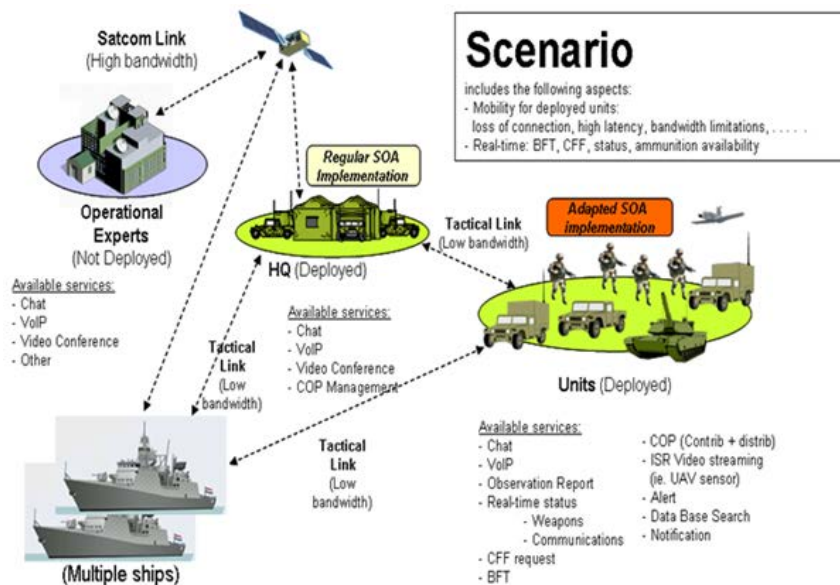 Satcom Link
(High bandwidth)
Scenario
includes the following aspects:
- Mobility for deployed units:
loss of connection, high latency, bandwidth limitations, . . . . .
- Real-time: BFT, CFF, status, ammunition availability
Regular SOA
Implementation
Operational
Experts
(Not Deployed)
Available services:
- Chat
- VoIP
- Video Conference
- Other
HQ (Deployed)
Available services:
- Chat
- VoIP
- Video Conference
- COP Management
Tactical Link
(Low bandwidth)
Adapted SOA
implementation
Units (Deployed)
Available services:
- Chat
- VoIP
- Observation Report
- Real-time status
- Weapons
- Communications
- CFF request
- BFT
- COP (Contrib + distrib)
- ISR Video streaming
(ie. UAV sensor)
- Alert
- Data Base Search
- Notification
Tactical
Link
(Low
bandwidth)
Tactical
Link
(Low
bandwidth)
(Multiple ships)